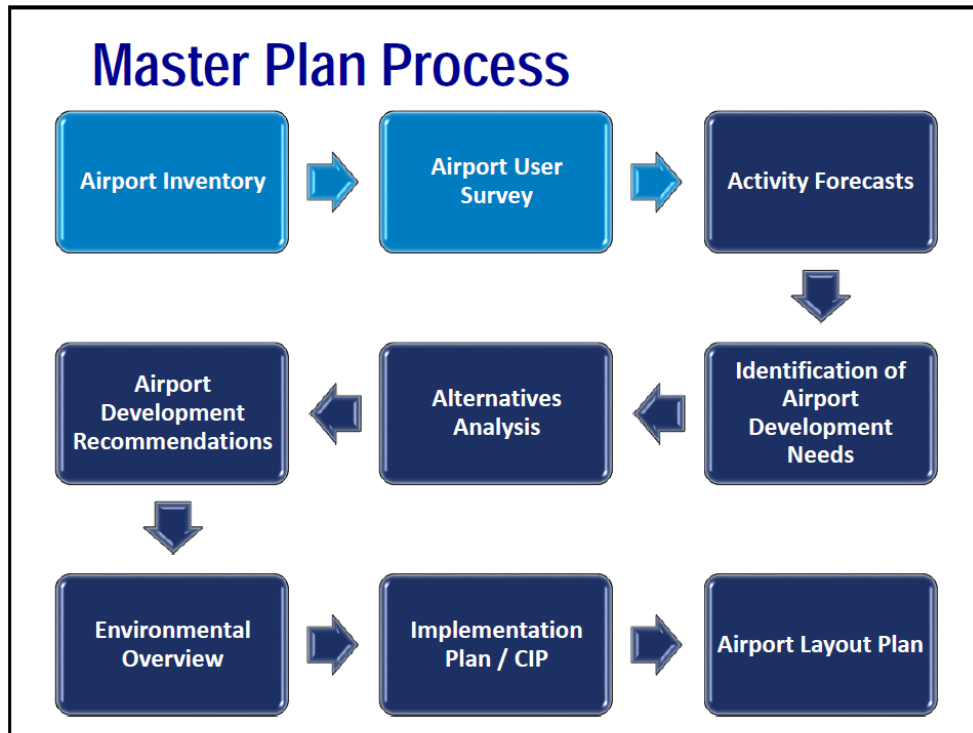 Master Plan Process
Airport Inventory
Airport User
Survey
Activity Forecasts
Identification of
Airport
Development
Needs
Alternatives
Analysis
Airport
Development
Recommendations
Environmental
Overview
Implementation
Plan / CIP
Airport Layout Plan